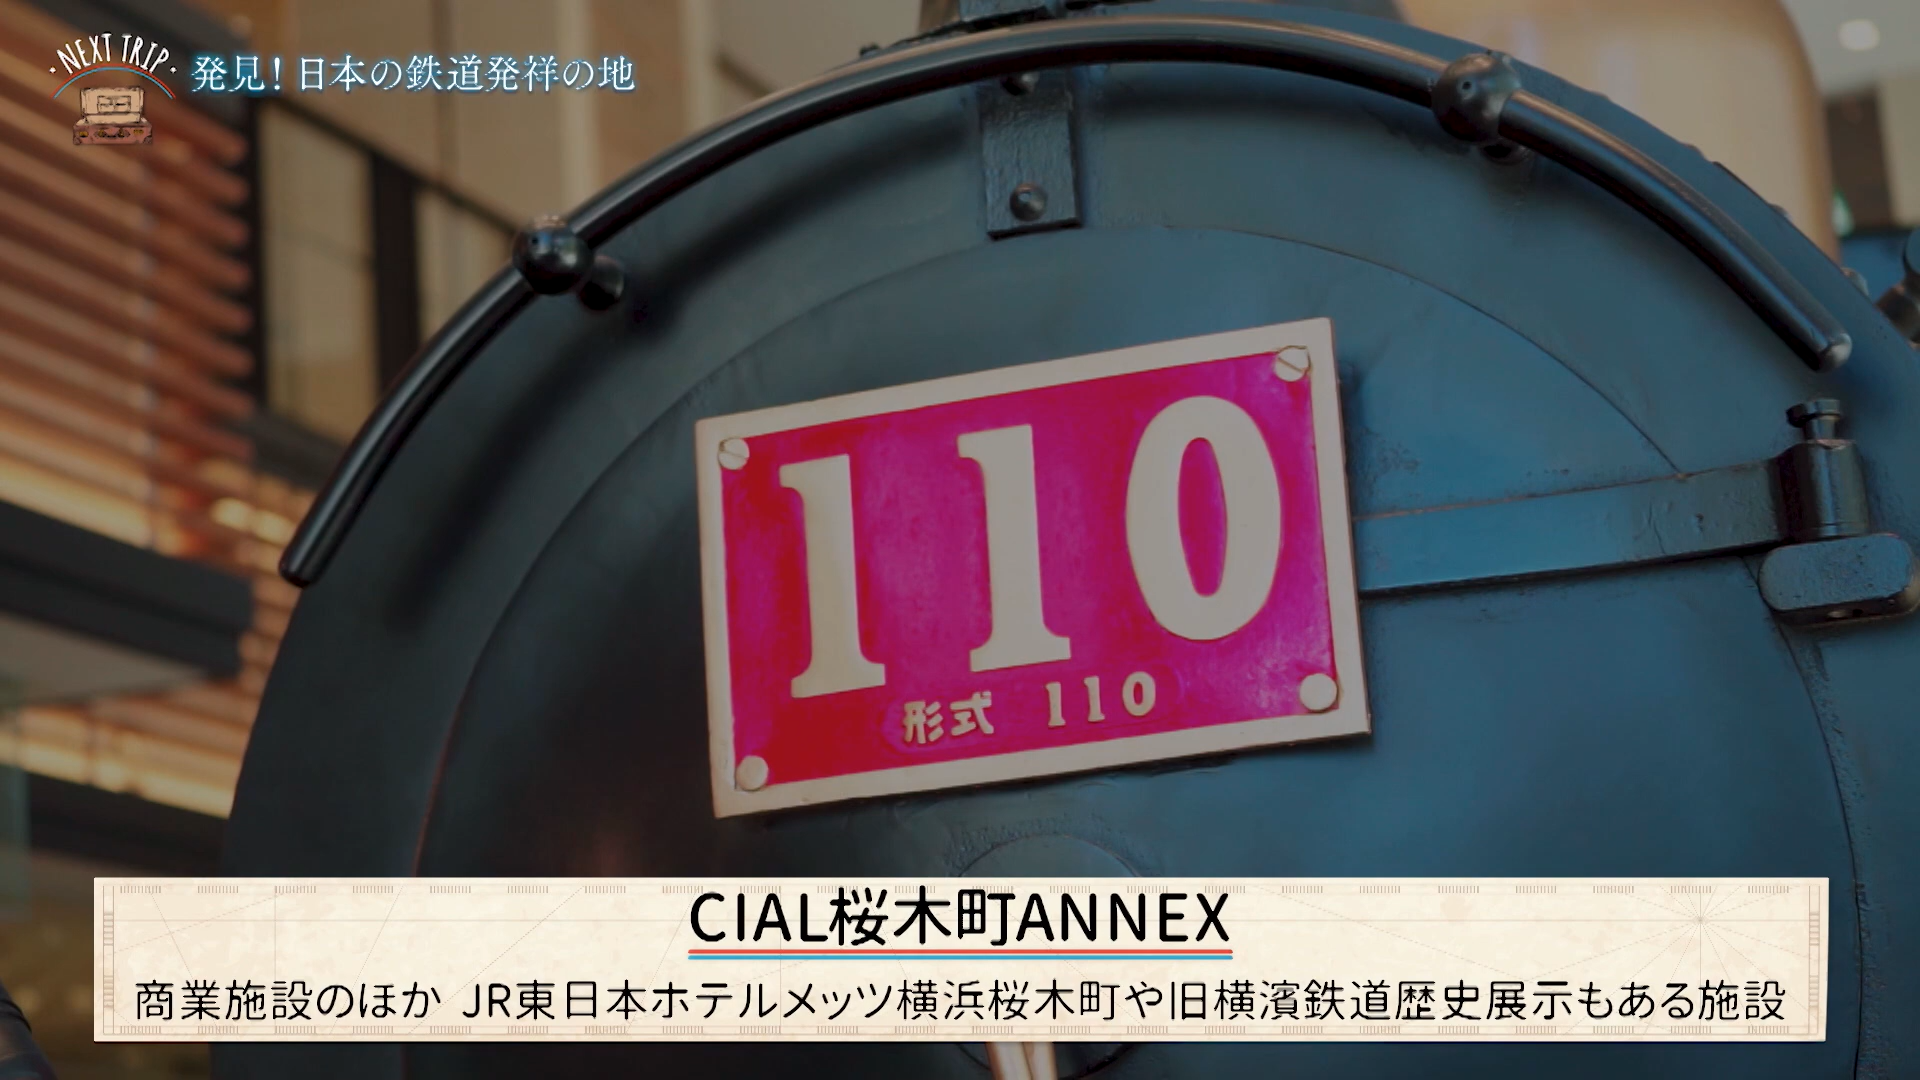 NEXT TRIP
発見!日本の鉄道発祥の地
110
形式 110
CIAL桜木町ANNEX
商業施設のほか JR東日本ホテルメッツ横浜桜木町や旧横濱鉄道歴史展示もある施設